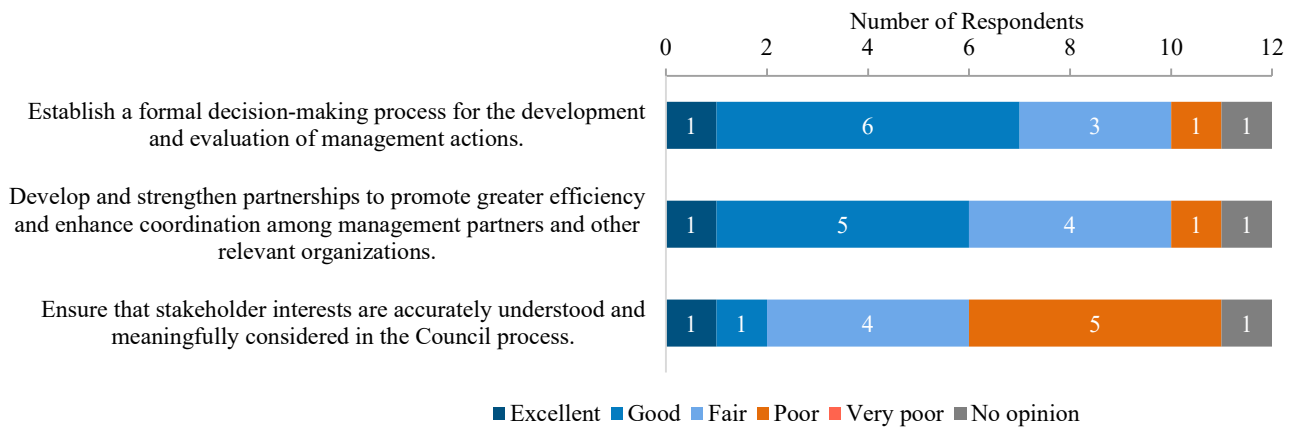 Number of Respondents
0 2 4 6 8 10 12
Establish a formal decision-making process for the development
and evaluation of management actions.
1 6 3 1 1
Develop and strengthen partnerships to promote greater efficiency
and enhance coordination among management partners and other
relevant organizations.
1 5 4 1 1
Ensure that stakeholder interests are accurately understood and
meaningfully considered in the Council process.
1 1 4 5 1
Excellent Good Fair Poor Very poor No opinion